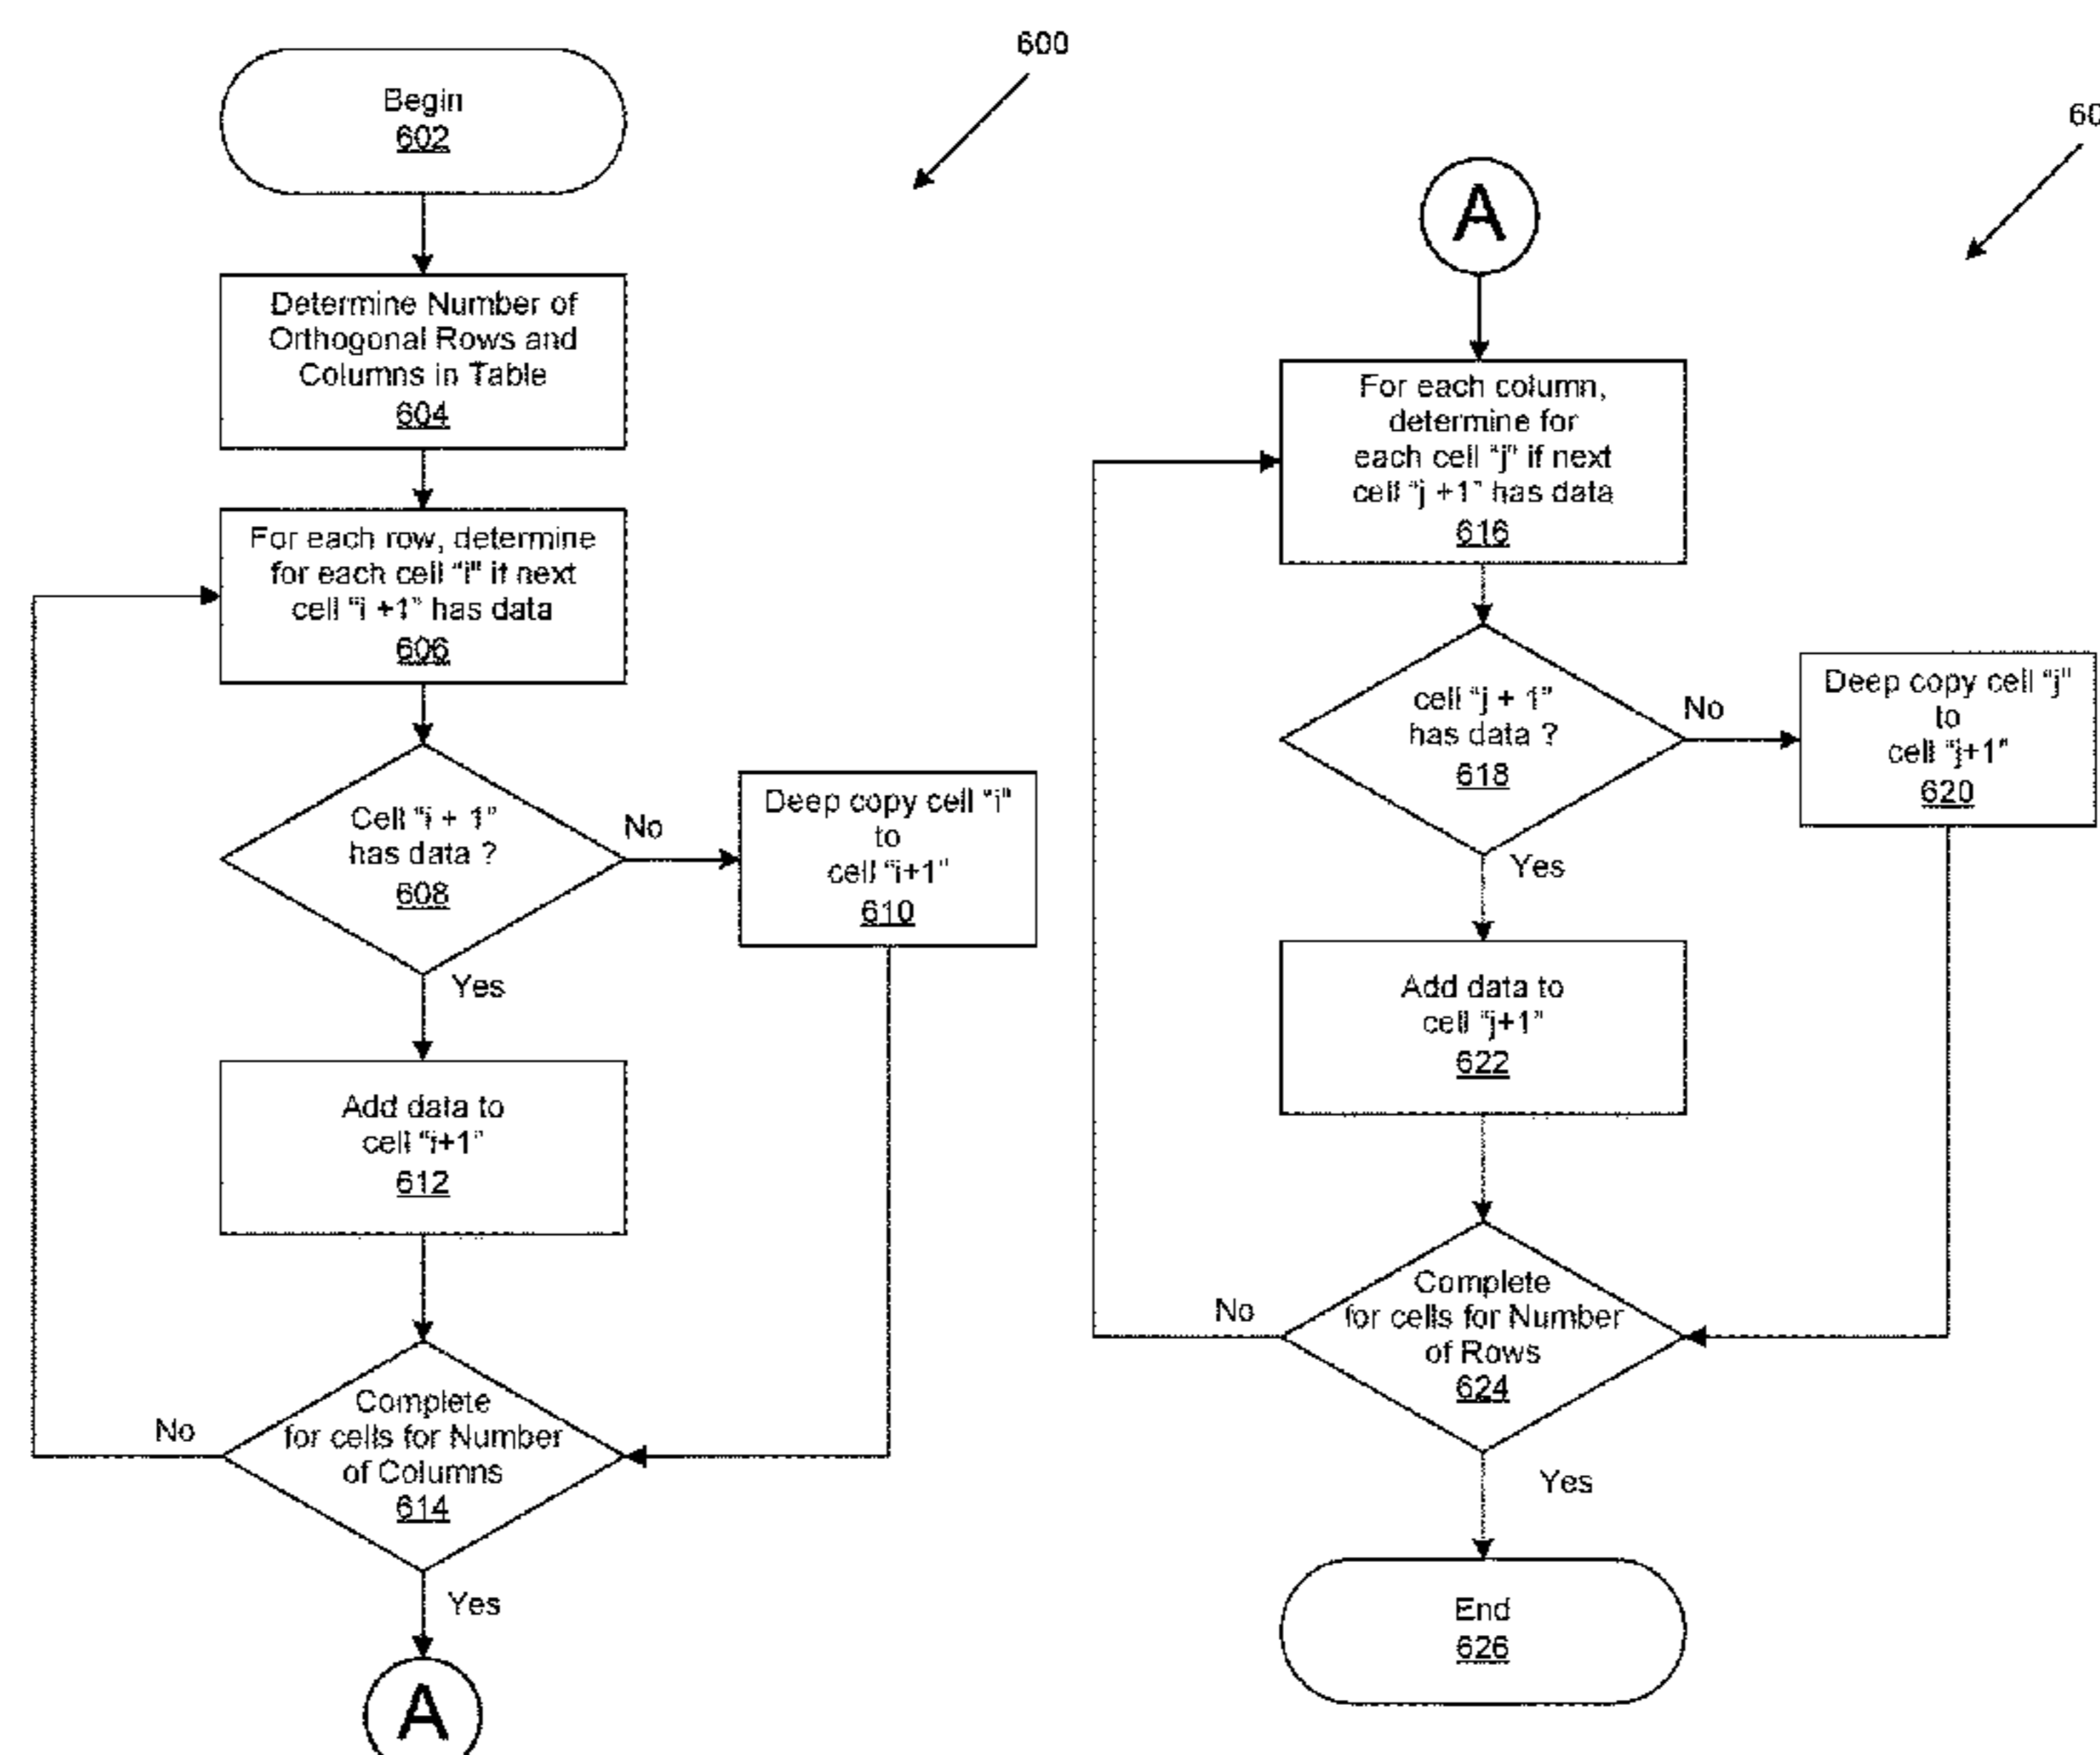 600
Begin
602
Determine Number of
Orthogonal Rows and
Columns in Table
604
For each row, determine
for each cell “i” if next
cell “i +1” has data
606
Cell “i + 1”
has data ?
608
No
Deep copy cell “i”
to
cell “i+1”
610
Yes
Add data to
cell “i+1”
612
Complete
for cells for Number
of Columns
614
No
Yes
A
60
A
For each column,
determine for
each cell “j” if next
cell “j +1” has data
616
cell “j + 1”
has data ?
618
No
Deep copy cell “j”
to
cell “j+1”
620
Yes
Add data to
cell “j+1”
622
Complete
for cells for Number
of Rows
624
No
Yes
End
626